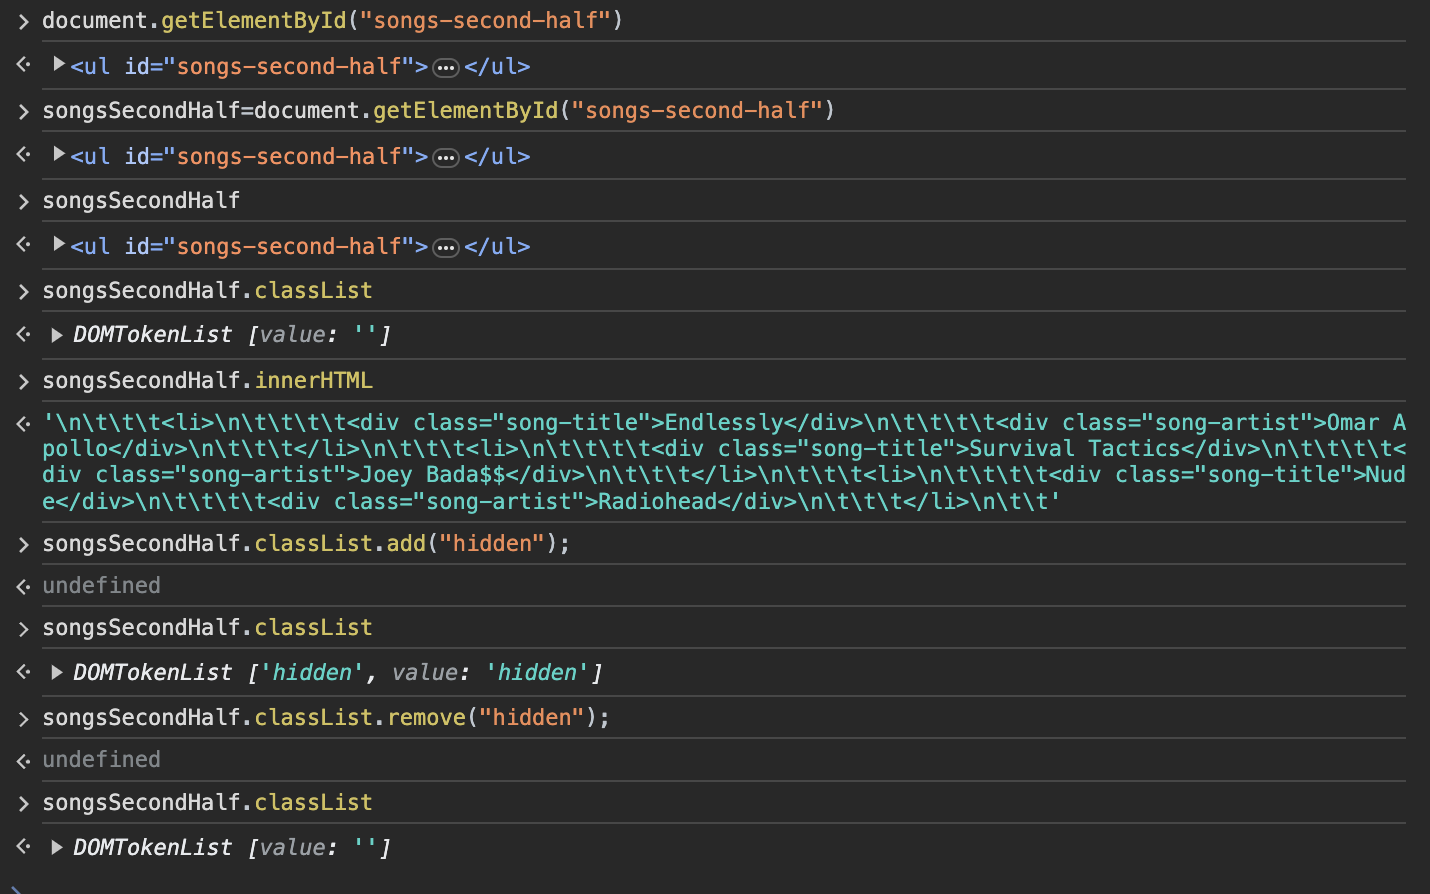 document.getElementById("songs-second-half")
<ul id="songs-second-half">…</ul>
songsSecondHalf=document.getElementById("songs-second-half")
<ul id="songs-second-half">…</ul>
songsSecondHalf
<ul id="songs-second-half">…</ul>
songsSecondHalf.classList
DOMTokenList [value: '']
songsSecondHalf.innerHTML
'\n\t\t\t\t<li>\n\t\t\t\t\t<div class="song-title">Endlessly</div>\n\t\t\t\t\t<div class="song-artist">Omar A
pollo</div>\n\t\t\t\t</li>\n\t\t\t\t<li>\n\t\t\t\t\t<div class="song-title">Survival Tactics</div>\n\t\t\t\t\t<
div class="song-artist">Joey Bada$$</div>\n\t\t\t\t</li>\n\t\t\t\t<li>\n\t\t\t\t\t<div class="song-title">Nud
e</div>\n\t\t\t\t\t<div class="song-artist">Radiohead</div>\n\t\t\t\t</li>\n\t\t\t'
songsSecondHalf.classList.add("hidden");
undefined
songsSecondHalf.classList
DOMTokenList ['hidden', value: 'hidden']
songsSecondHalf.classList.remove("hidden");
undefined
songsSecondHalf.classList
DOMTokenList [value: '']